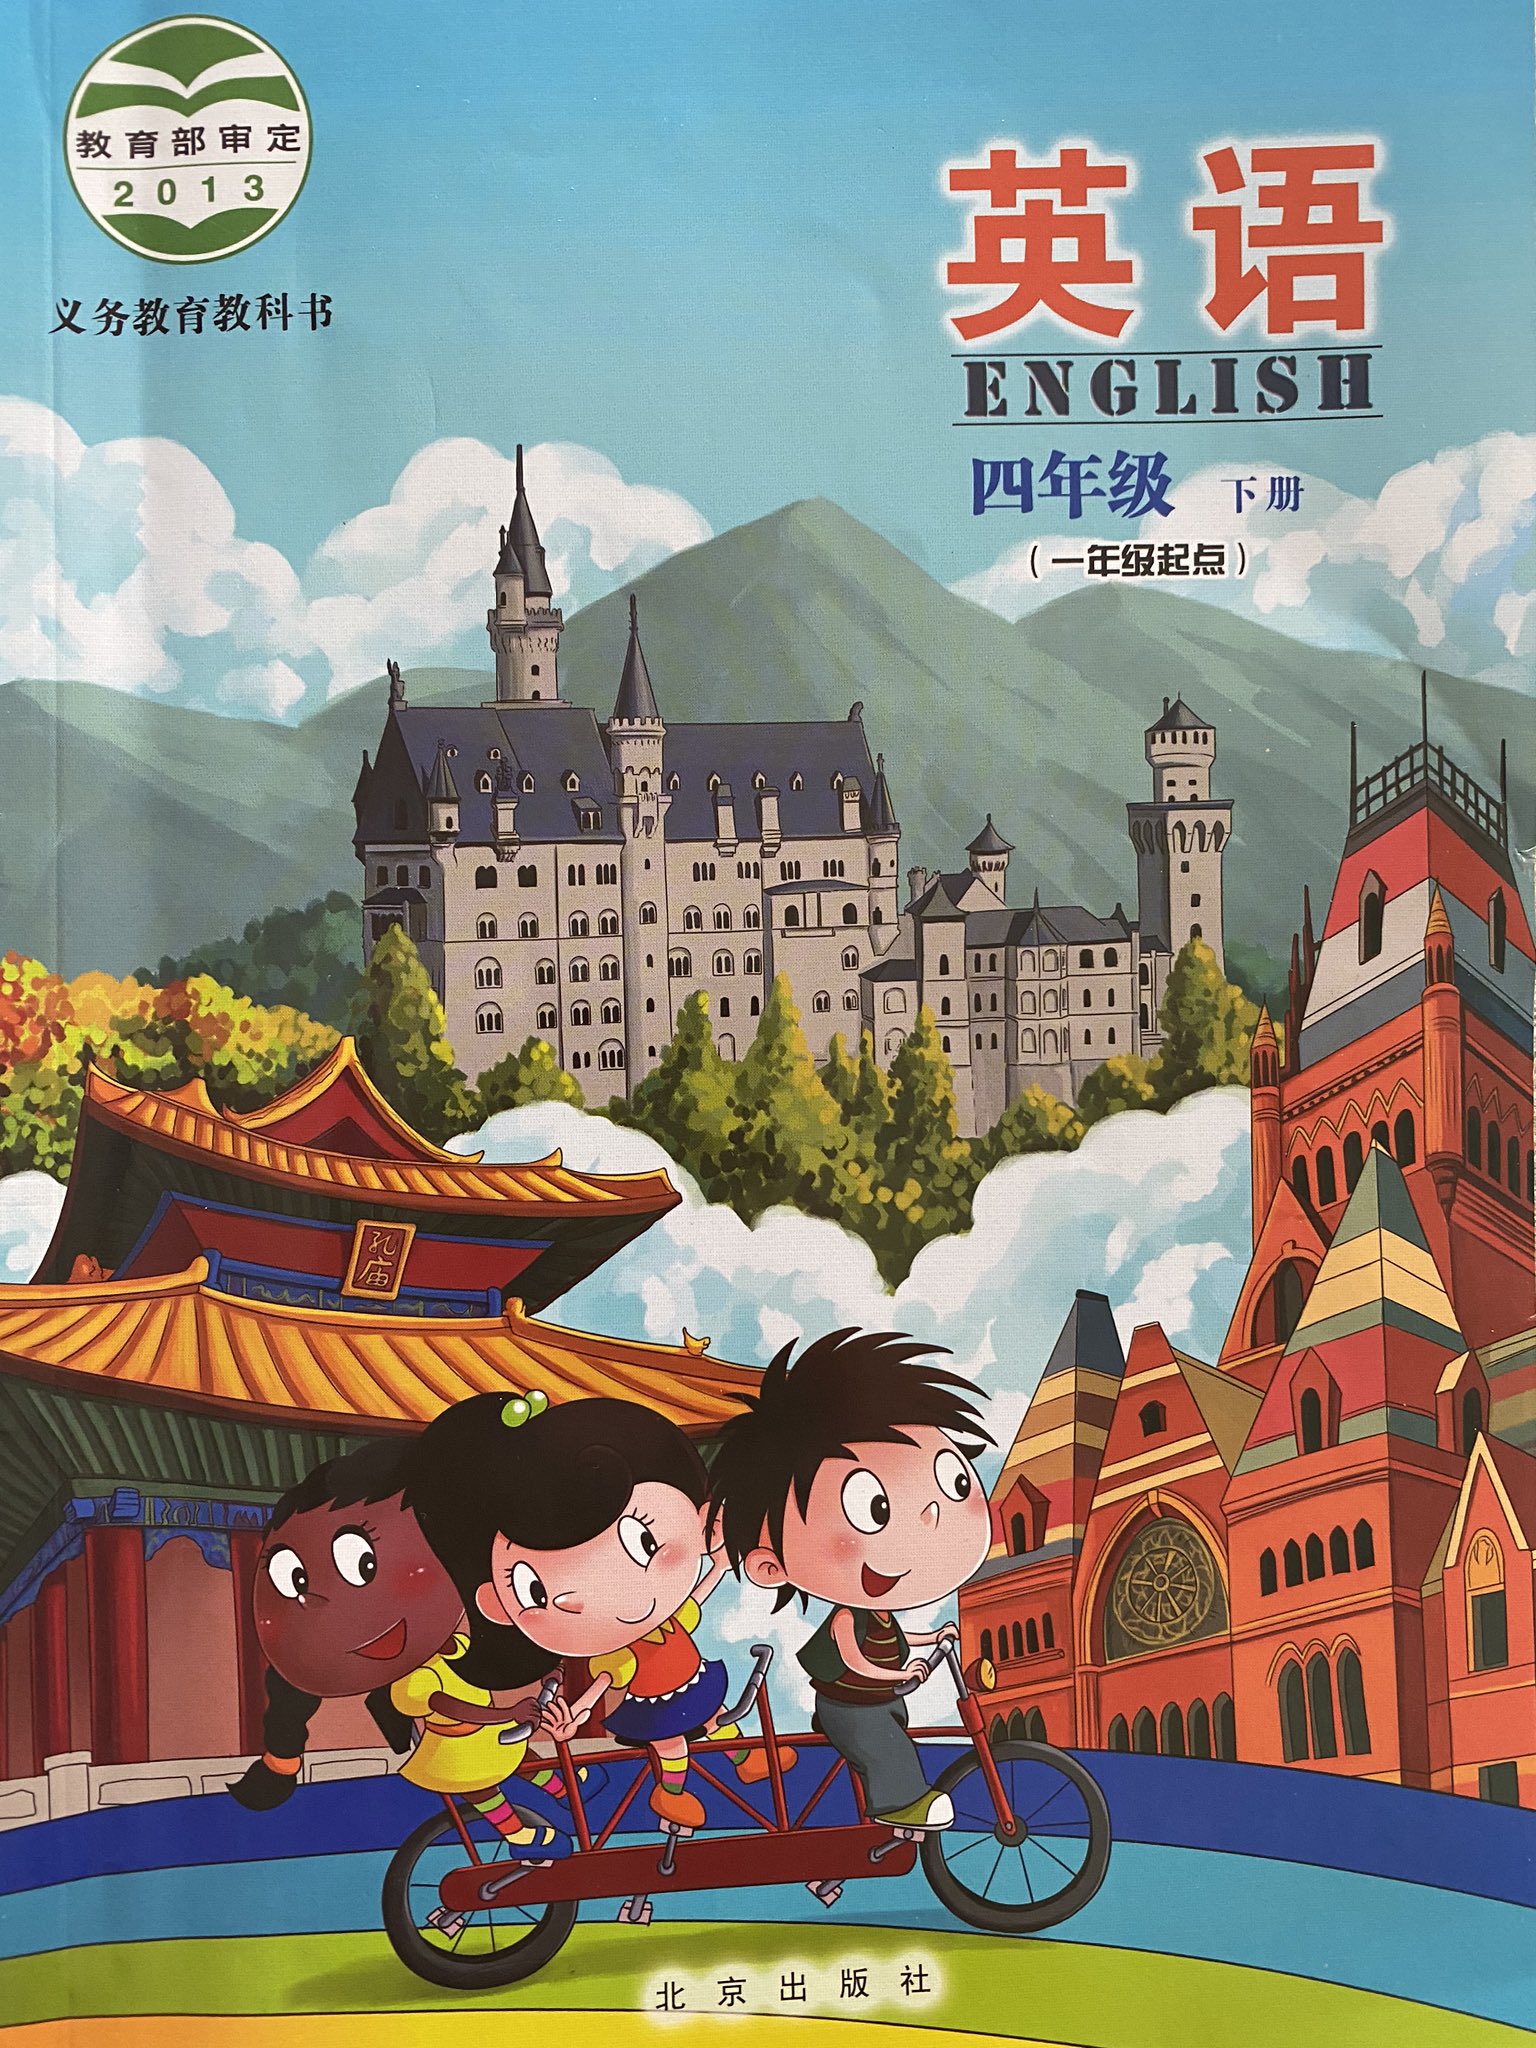 教育部审定
2013
义务教育教科书
英语
ENGLISH
四年级 下册
（一年级起点）
孔庙
北京出版社